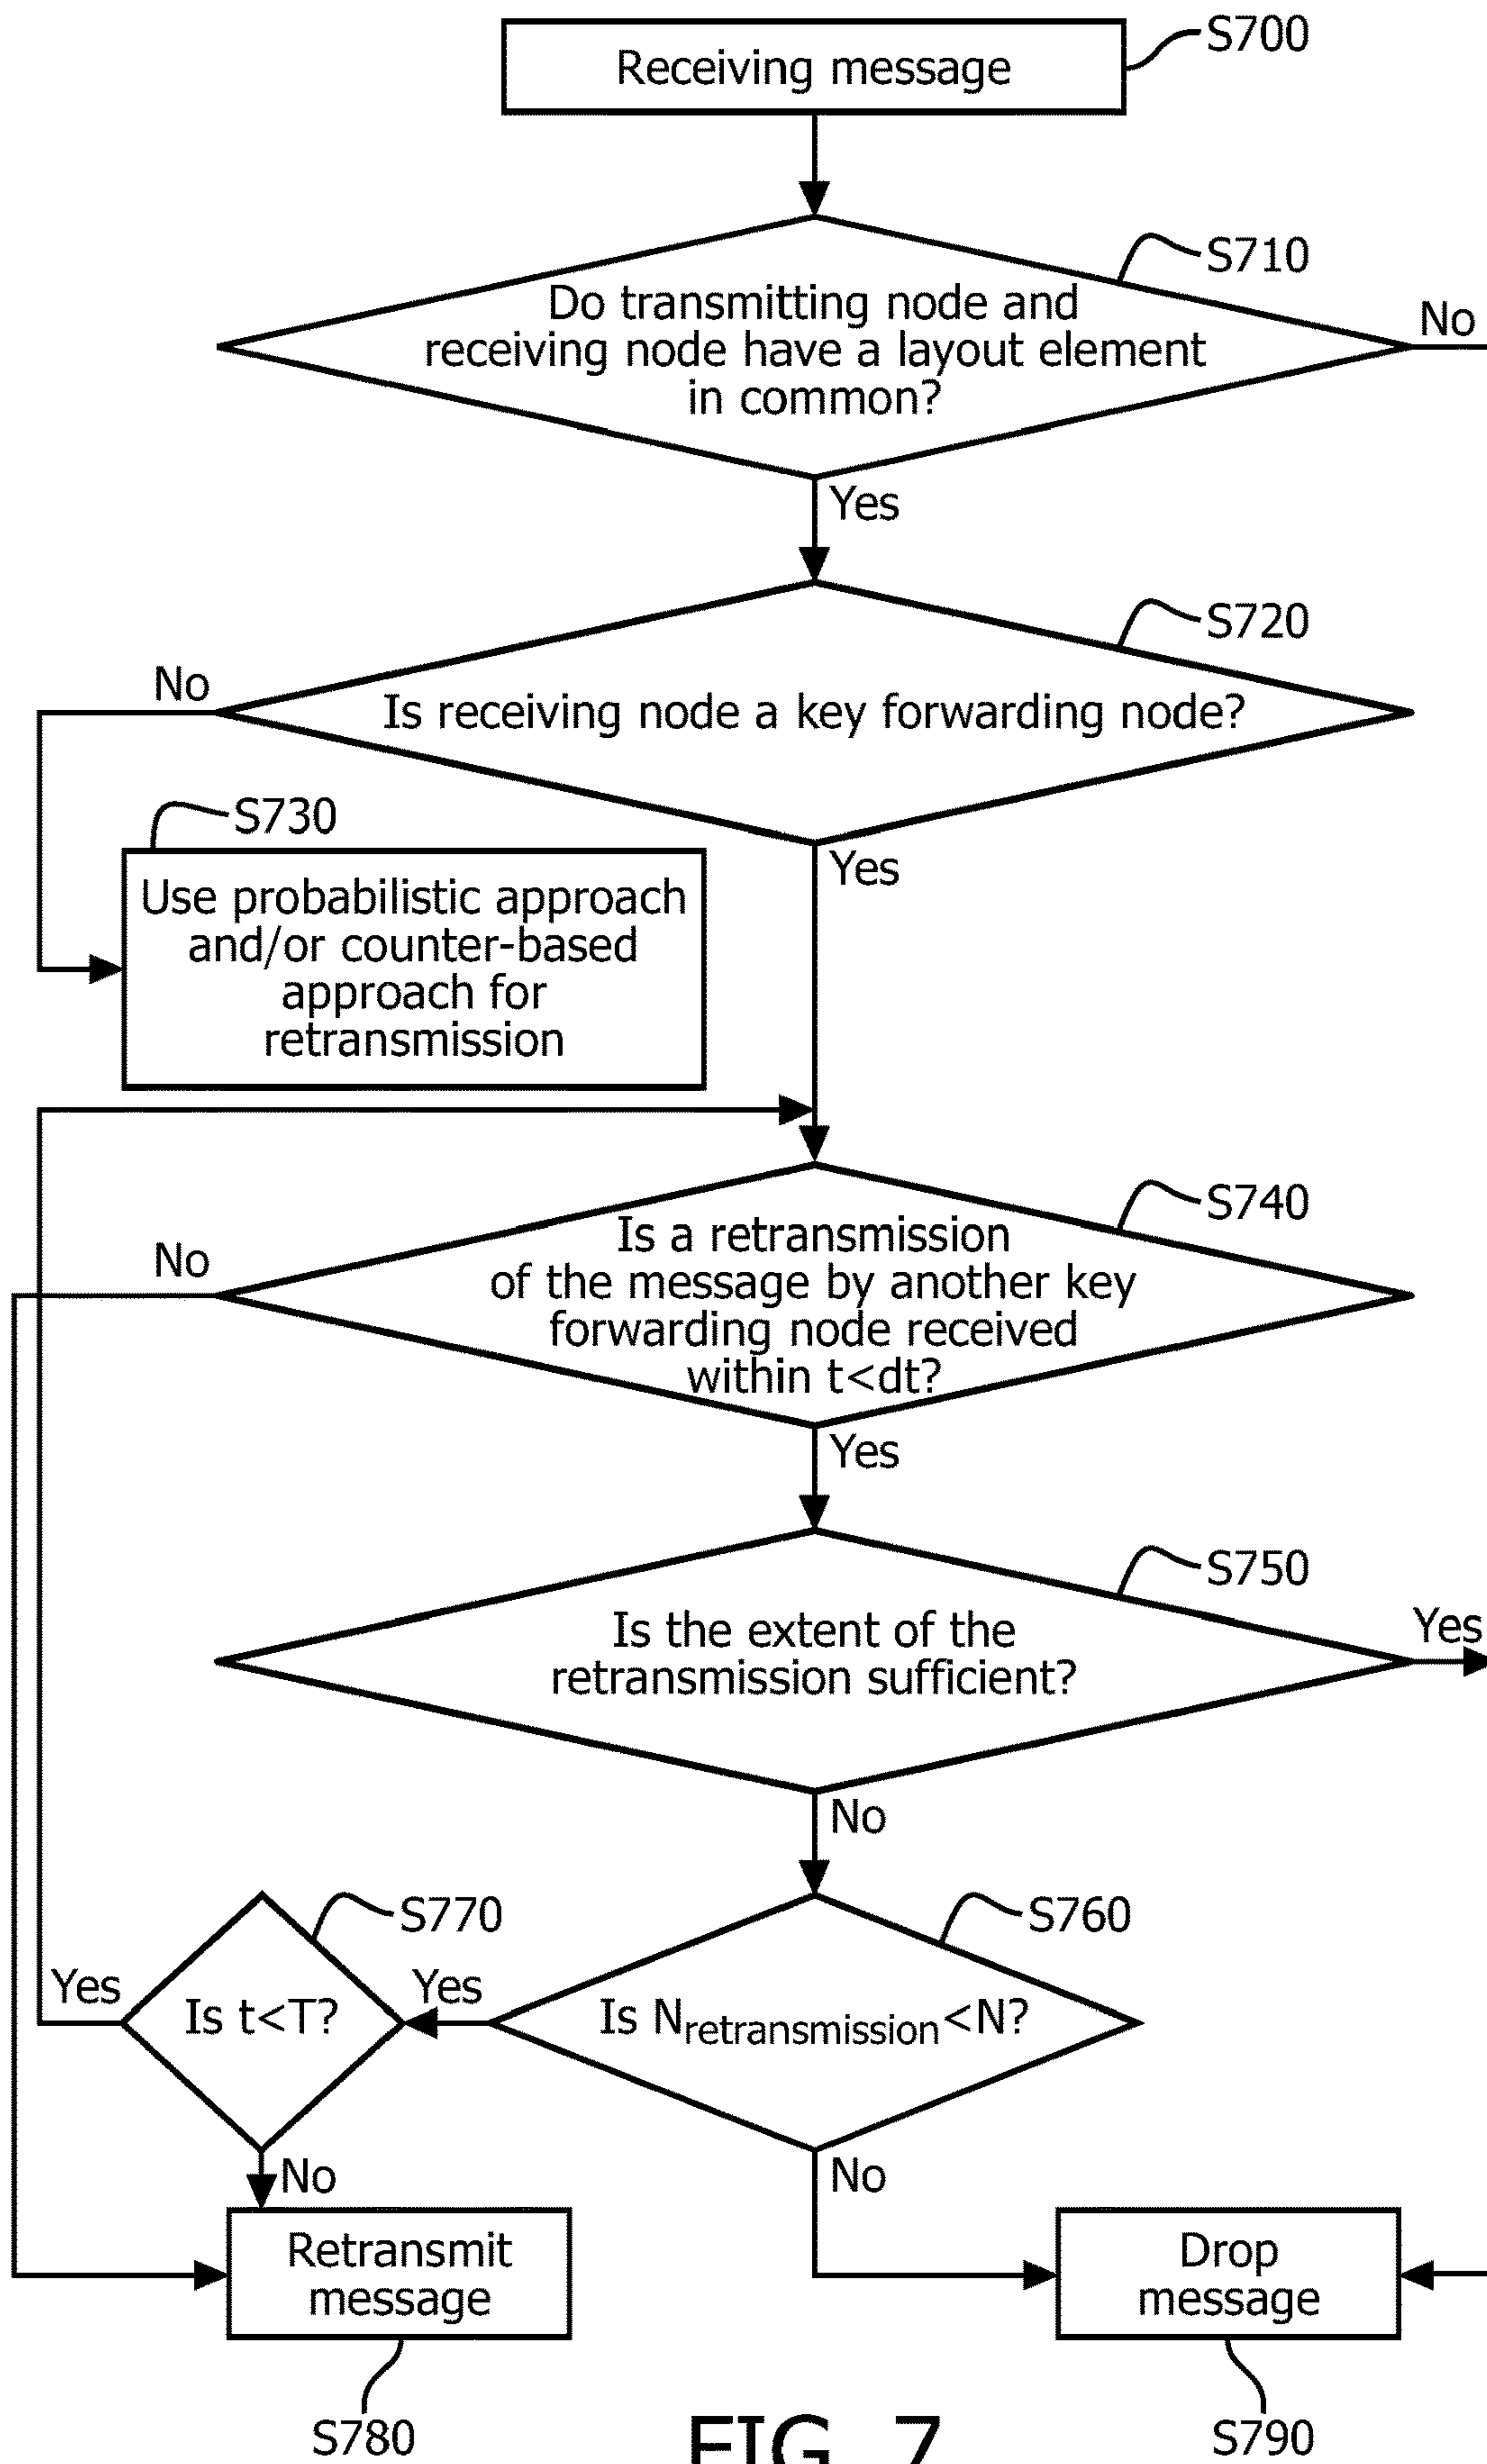 Receiving message
S700
S710
Do transmitting node and
receiving node have a layout element
in common?
No
Yes
S720
No
Is receiving node a key forwarding node?
S730
Yes
Use probabilistic approach
and/or counter-based
approach for
retransmission
S740
No
Is a retransmission
of the message by another key
forwarding node received
within t<dt?
Yes
S750
Is the extent of the
retransmission sufficient?
Yes
No
S770
S760
Yes
Is t<T?
Yes
Is Nretransmission<N?
No
No
Retransmit
message
Drop
message
S780
FIG. 7
S790